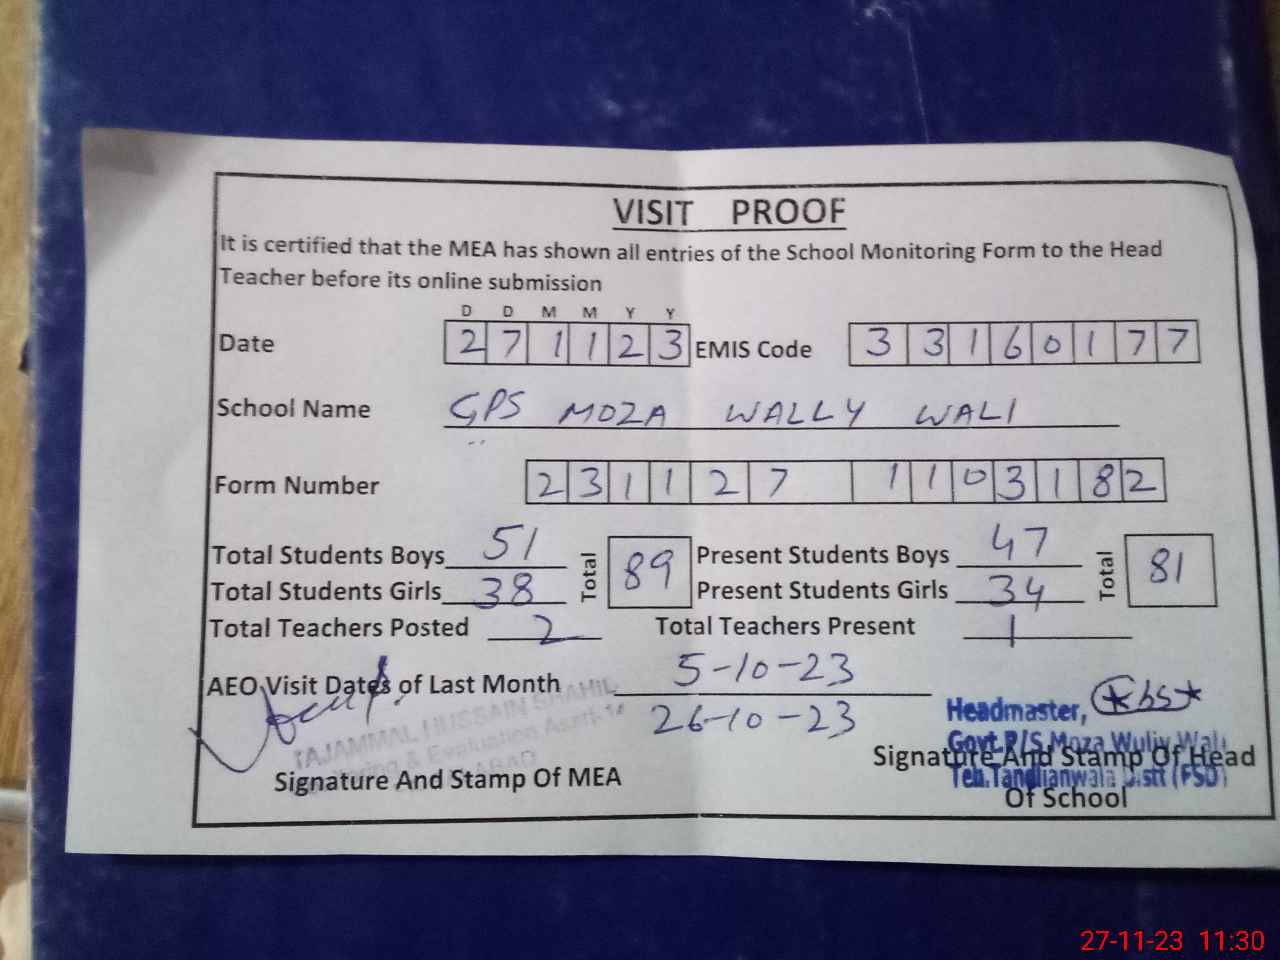 VISIT PROOF
It is certified that the MEA has shown all entries of the School Monitoring Form to the Head
Teacher before its online submission
D D M M Y Y
Date 2 7 1 1 2 3 EMIS Code 3 3 1 6 0 1 7 7
School Name GPS MOZA WALLY WALI
Form Number 2 3 1 1 2 7 1 1 0 3 1 8 2
Total Students Boys 51 Total 89 Present Students Boys 47 Total 81
Total Students Girls 38 Present Students Girls 34
Total Teachers Posted 2 Total Teachers Present 1
AEO Visit Dates of Last Month 5-10-23
26-10-23
TAJAMMAL HUSSAIN SHAHIL
& Evaluation
Signature And Stamp Of MEA
Headmaster,
Govt.P/S Moza Wuliy Wali
Teh.Tandlianwala Distt (FSD)
Signature And Stamp Of Head
Of School
27-11-23 11:30